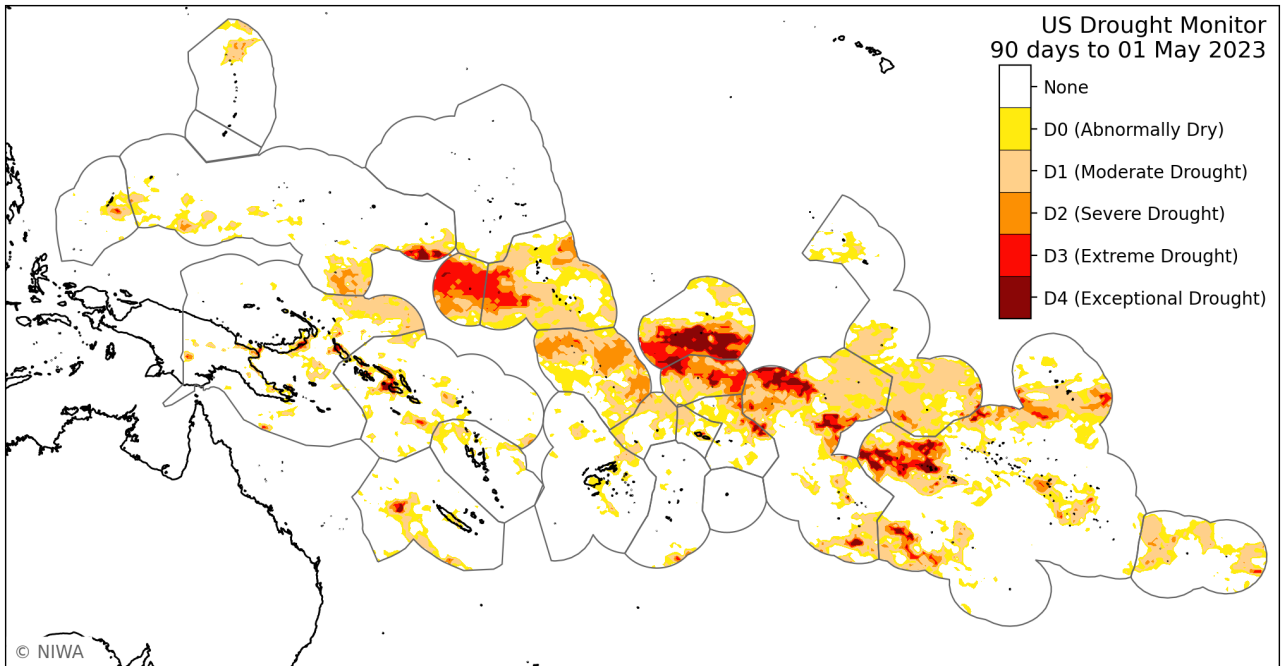 US Drought Monitor
90 days to 01 May 2023
None
D0 (Abnormally Dry)
D1 (Moderate Drought)
D2 (Severe Drought)
D3 (Extreme Drought)
D4 (Exceptional Drought)
© NIWA